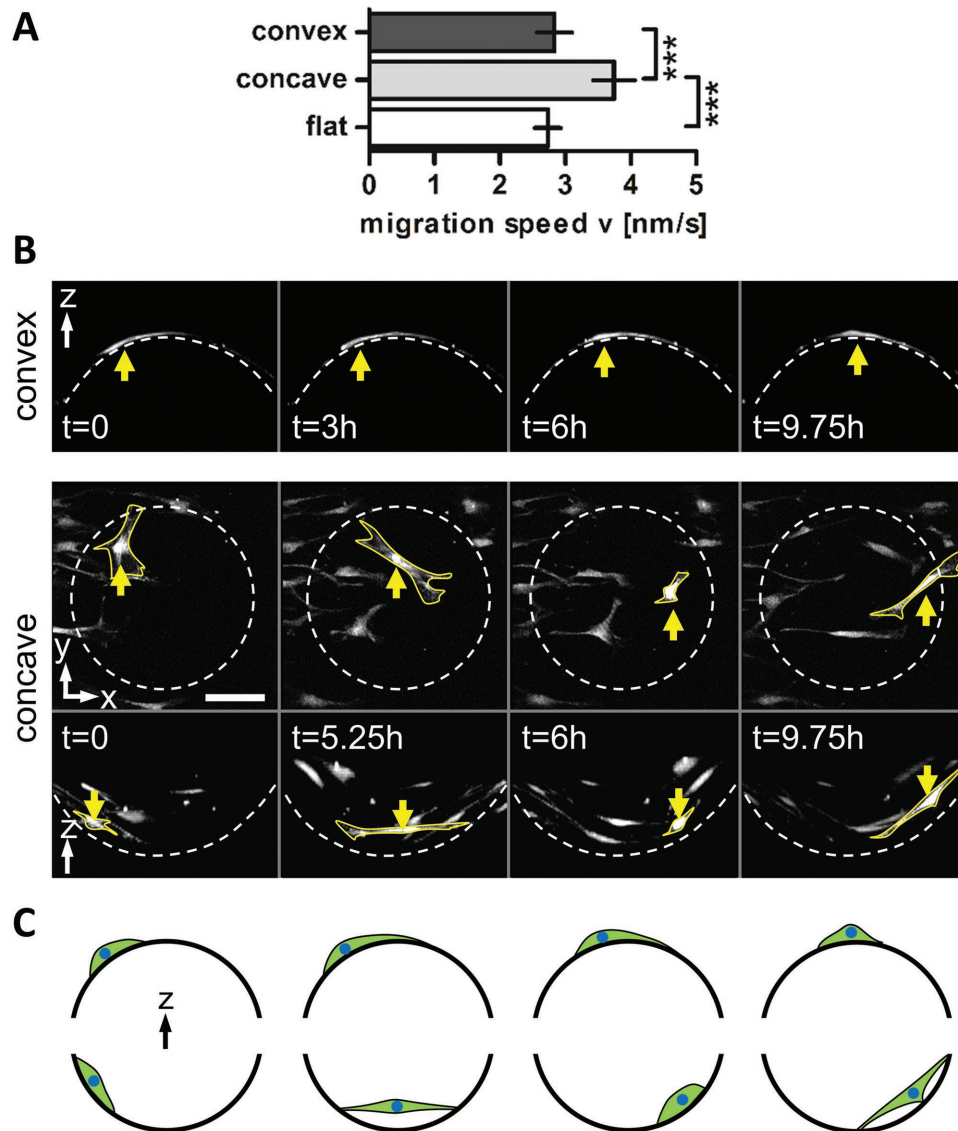 A
convex
concave
flat
***
***
0 1 2 3 4 5
migration speed v [nm/s]
B
convex
z
t=0 t=3h t=6h t=9.75h
concave
y
x
t=0 t=5.25h t=6h t=9.75h
z
C
z